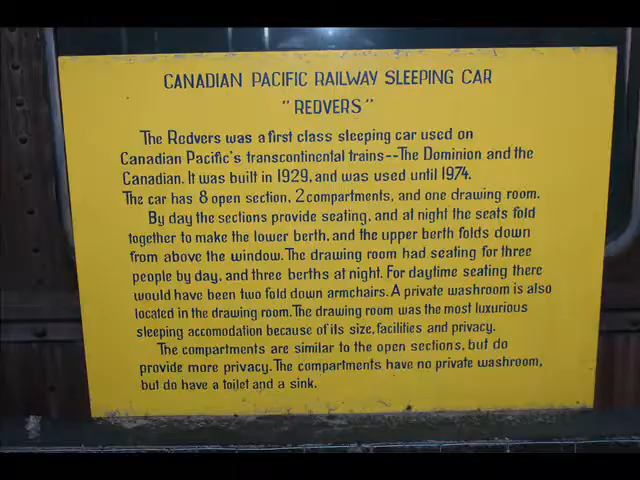 CANADIAN PACIFIC RAILWAY SLEEPING CAR
"REDVERS"
The Redvers was a first class sleeping car used on
Canadian Pacific's transcontinental trains--The Dominion and the
Canadian. It was built in 1929, and was used until 1974.
The car has 8 open section, 2 compartments, and one drawing room.
By day the sections provide seating, and at night the seats fold
together to make the lower berth, and the upper berth folds down
from above the window. The drawing room had seating for three
people by day, and three berths at night. For daytime seating there
would have been two fold down armchairs. A private washroom is also
located in the drawing room. The drawing room was the most luxurious
sleeping accomodation because of its size, facilities and privacy.
The compartments are similar to the open sections, but do
provide more privacy. The compartments have no private washroom,
but do have a toilet and a sink.